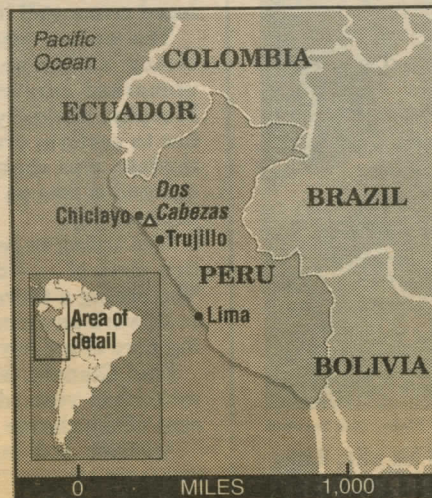 Pacific
Ocean
COLOMBIA
ECUADOR
BRAZIL
Dos
Cabezas
Chiclayo
Trujillo
PERU
Lima
Area of
detail
BOLIVIA
0 MILES 1,000